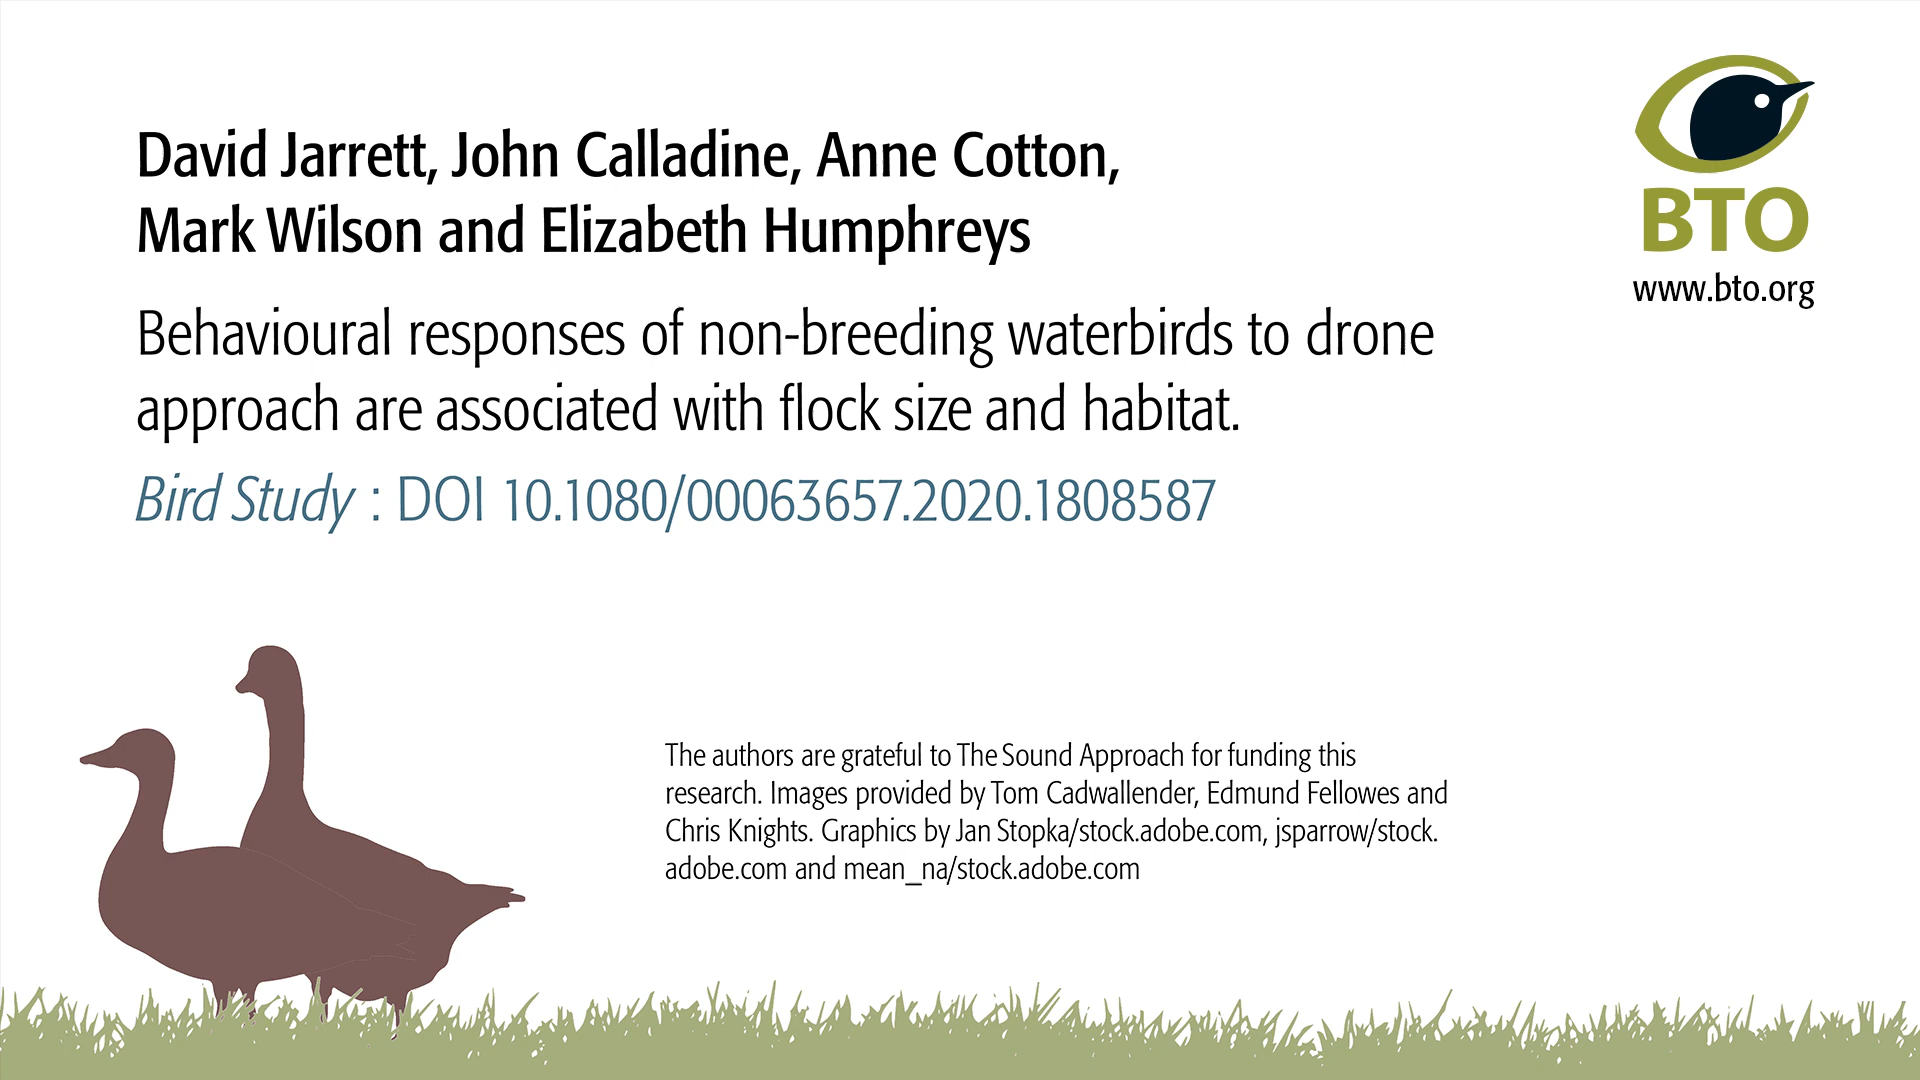 David Jarrett, John Calladine, Anne Cotton,
Mark Wilson and Elizabeth Humphreys
Behavioural responses of non-breeding waterbirds to drone
approach are associated with flock size and habitat.
Bird Study : DOI 10.1080/00063657.2020.1808587
BTO
www.bto.org
The authors are grateful to The Sound Approach for funding this
research. Images provided by Tom Cadwallender, Edmund Fellowes and
Chris Knights. Graphics by Jan Stopka/stock.adobe.com, jsparrow/stock.
adobe.com and mean_na/stock.adobe.com